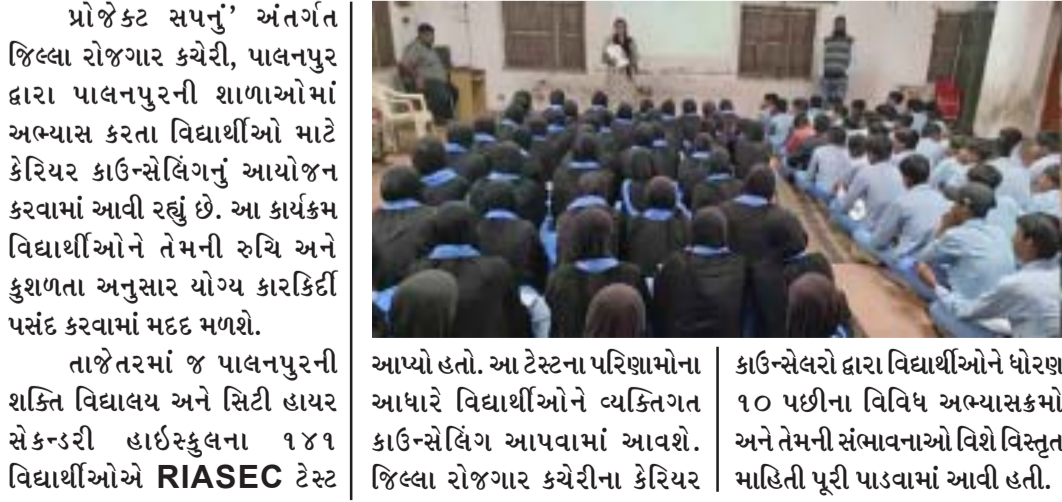 પ્રોજેક્ટ સપનું’ અંતર્ગત
જિલ્લા રોજગાર કચેરી, પાલનપુર
દ્વારા પાલનપુરની શાળાઓમાં
અભ્યાસ કરતા વિદ્યાર્થીઓ માટે
કેરિયર કાઉન્સેલિંગનું આયોજન
કરવામાં આવી રહ્યું છે. આ કાર્યક્રમ
વિદ્યાર્થીઓને તેમની રુચિ અને
કુશળતા અનુસાર યોગ્ય કારકિર્દી
પસંદ કરવામાં મદદ મળશે.
તાજેતરમાં જ પાલનપુરની
શક્તિ વિદ્યાલય અને સિટી હાયર
સેકન્ડરી હાઇસ્કુલના ૧૪૧
વિદ્યાર્થીઓએ RIASEC ટેસ્ટ
આપ્યો હતો. આ ટેસ્ટના પરિણામોના
આધારે વિદ્યાર્થીઓને વ્યક્તિગત
કાઉન્સેલિંગ આપવામાં આવશે.
જિલ્લા રોજગાર કચેરીના કેરિયર
કાઉન્સેલરો દ્વારા વિદ્યાર્થીઓને ધોરણ
૧૦ પછીના વિવિધ અભ્યાસક્રમો
અને તેમની સંભાવનાઓ વિશે વિસ્તૃત
માહિતી પૂરી પાડવામાં આવી હતી.